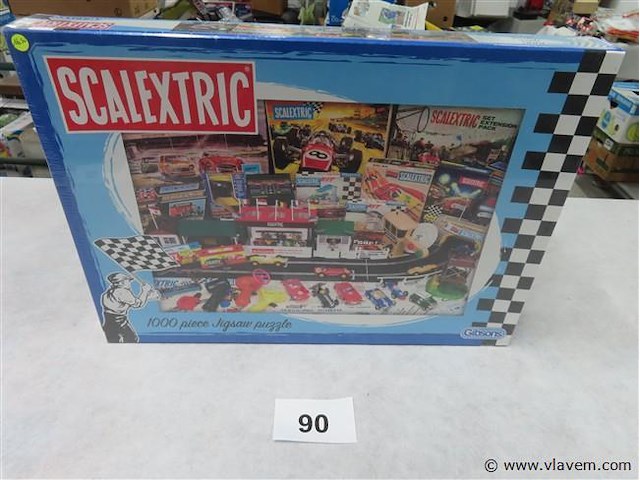 SCALEXTRIC
SCALEXTRIC
SCALEXTRIC
SET
EXTENSION
PACK
1000 piece Jigsaw puzzle
Gibsons
90
© www.vlavem.com